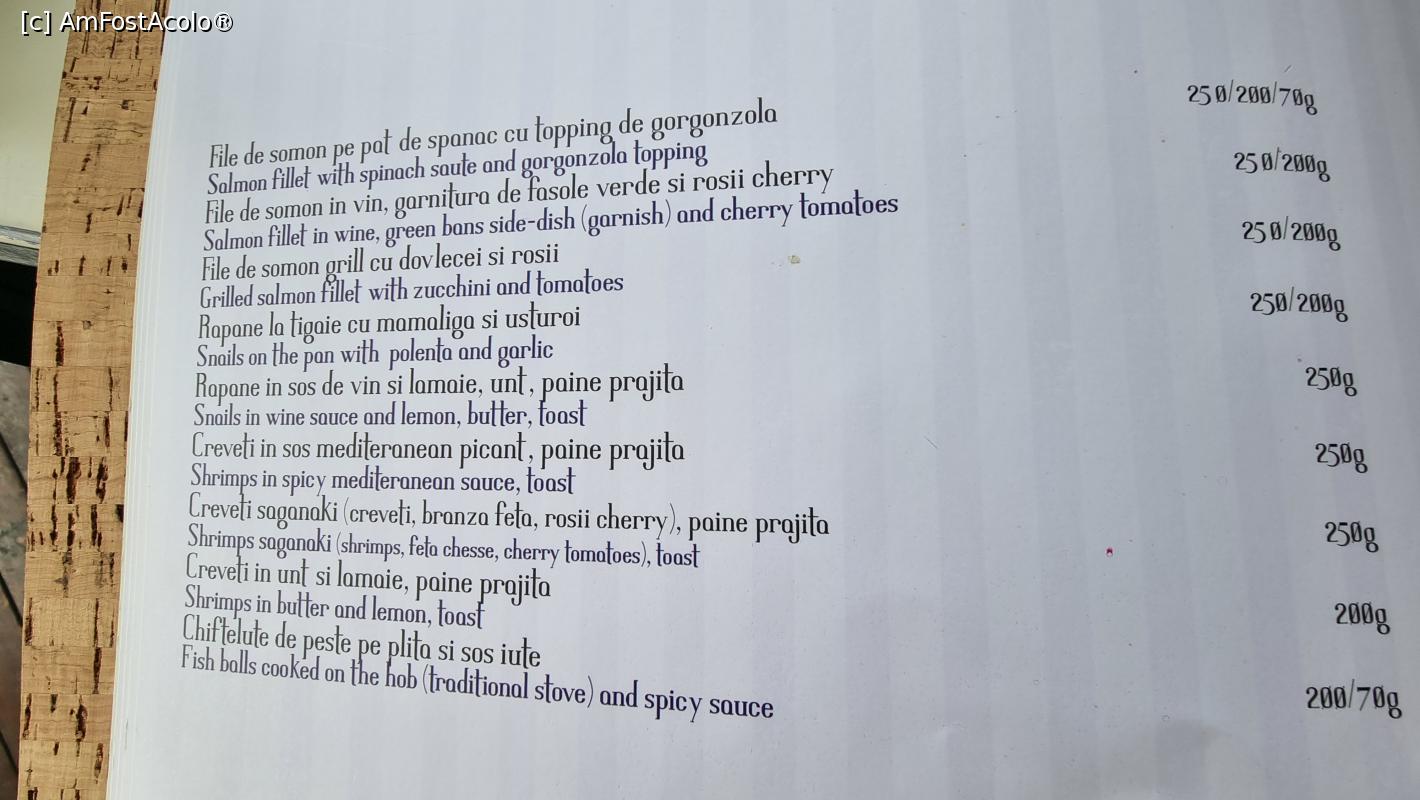 [c] AmFostAcolo®
File de somon pe pat de spanac cu topping de gorgonzola 250/200/70g
Salmon fillet with spinach saute and gorgonzola topping
File de somon in vin, garnitura de fasole verde si rosii cherry 250/200g
Salmon fillet in wine, green bans side-dish (garnish) and cherry tomatoes
File de somon grill cu dovlecei si rosii 250/200g
Grilled salmon fillet with zucchini and tomatoes
Rapane la tigaie cu mamaliga si usturoi 250/200g
Snails on the pan with polenta and garlic
Rapane in sos de vin si lamaie, unt, paine prajita 250g
Snails in wine sauce and lemon, butter, toast
Creveti in sos mediteranean picant, paine prajita 250g
Shrimps in spicy mediteranean sauce, toast
Creveti saganaki (creveti, branza feta, rosii cherry), paine prajita 250g
Shrimps saganaki (shrimps, feta chesse, cherry tomatoes), toast
Creveti in unt si lamaie, paine prajita 200g
Shrimps in butter and lemon, toast
Chiftelute de peste pe plita si sos iute 200/70g
Fish balls cooked on the hob (traditional stove) and spicy sauce